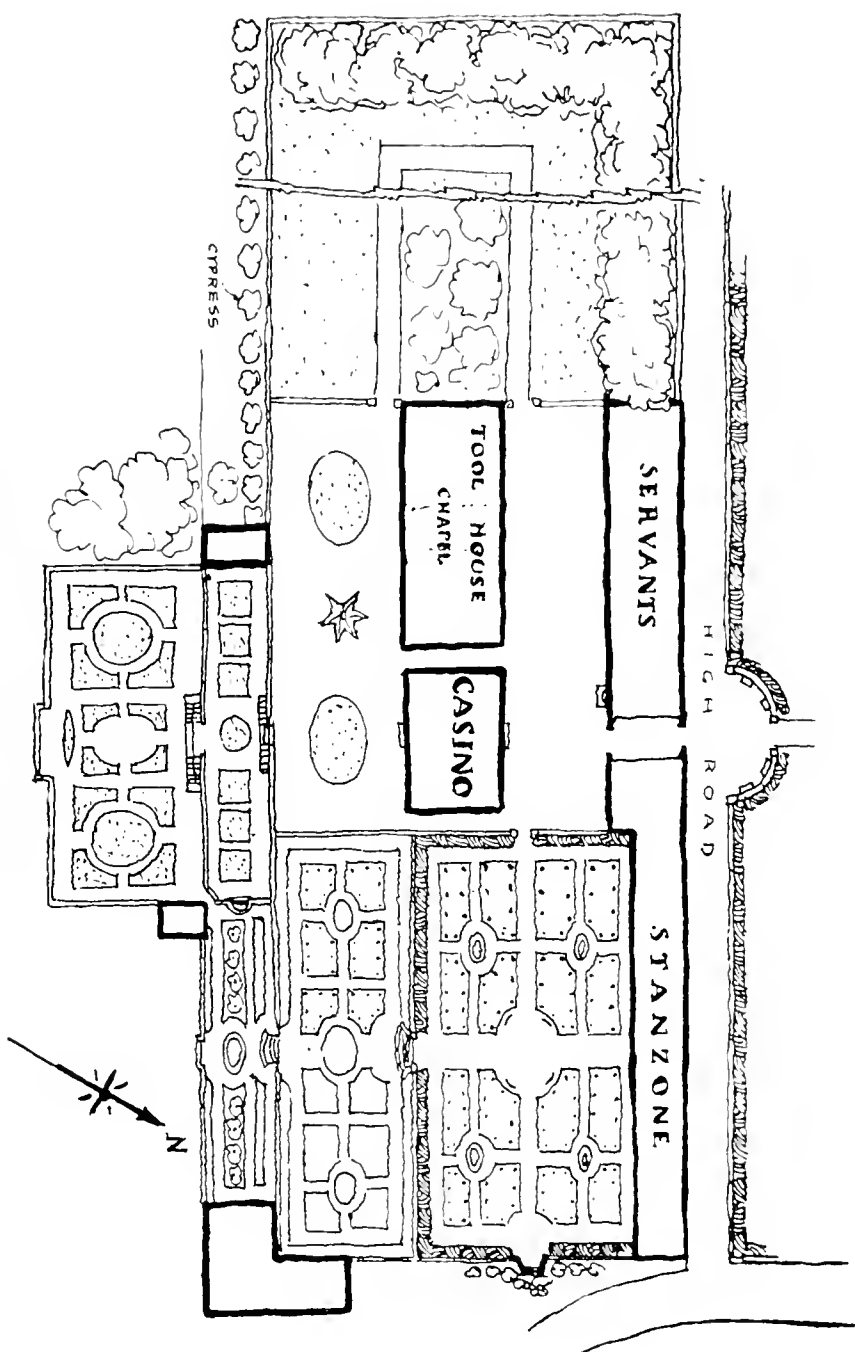 CYPRESS
TOOL HOUSE
CHAPEL
SERVANTS
HIGH ROAD
CASINO
STANZONE
N